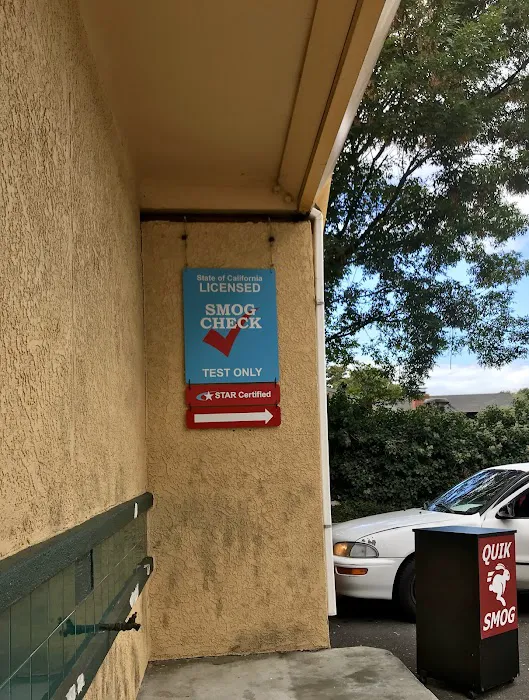 State of California
LICENSED
SMOG
CHECK
TEST ONLY
STAR Certified
QUIK
SMOG